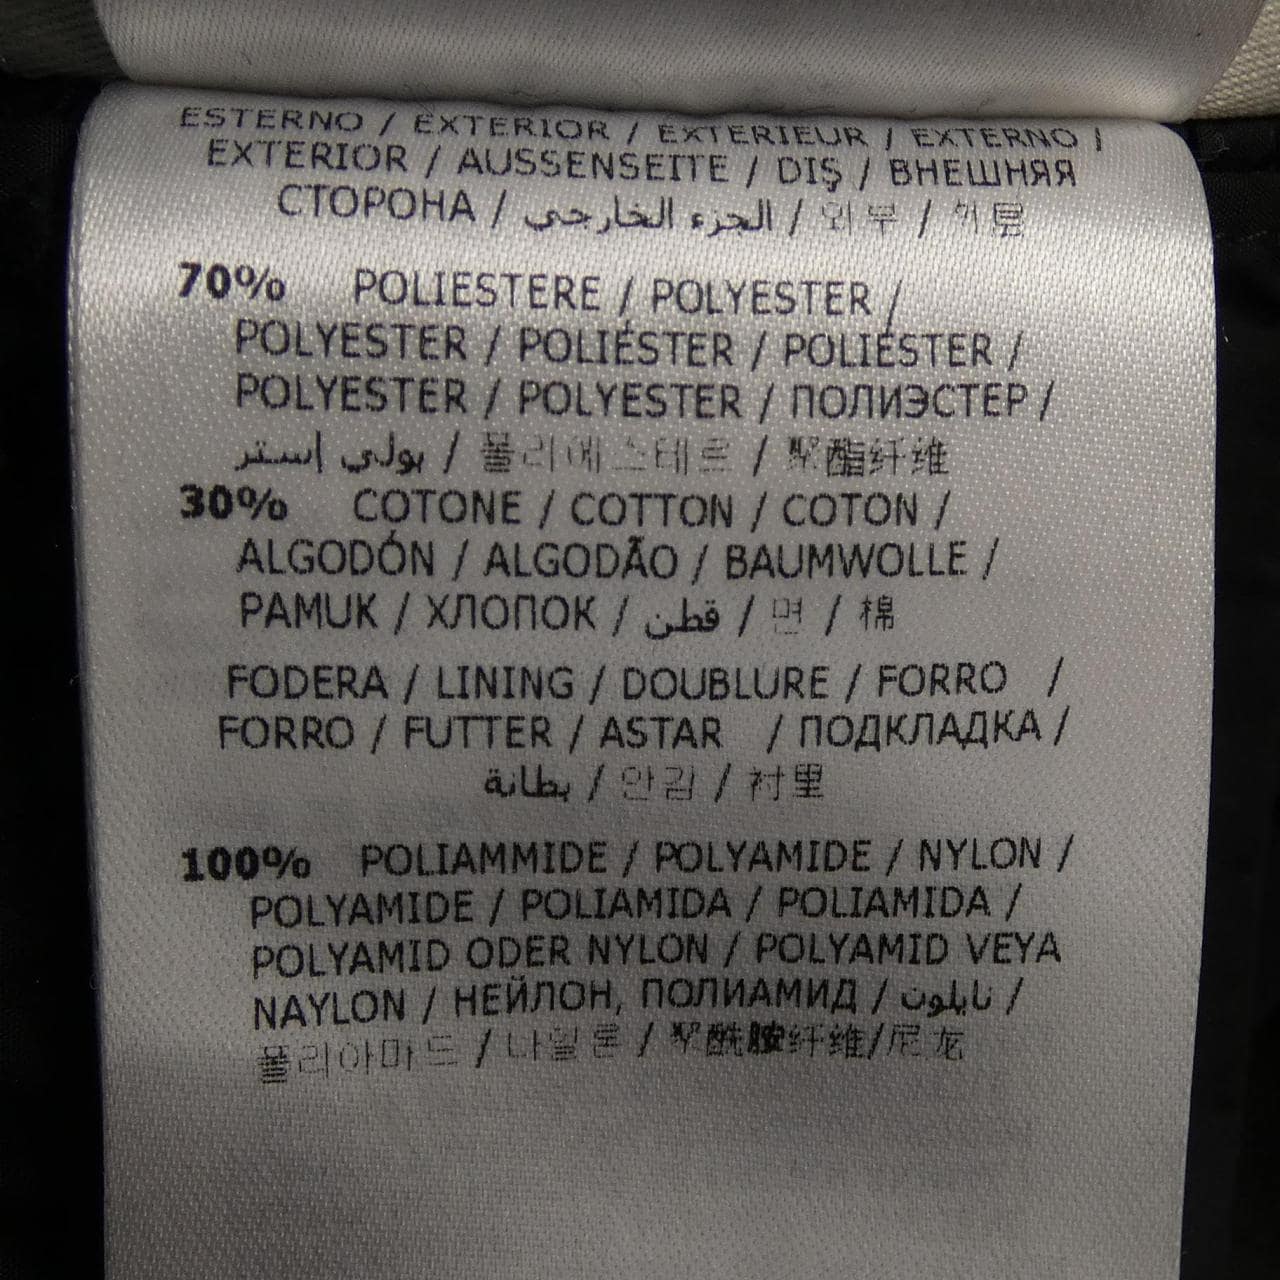 ESTERNO / EXTERIOR / EXTERIEUR / EXTERNO /
EXTERIOR / AUSSENSEITE / DIŞ / ВНЕШНЯЯ
СТОРОНА / الجزء الخارجي / 외부 / 外层
70% POLIESTERE / POLYESTER /
POLYESTER / POLIÉSTER / POLIÉSTER /
POLYESTER / POLYESTER / ПОЛИЭСТЕР /
بولي إستر / 폴리에스테르 / 聚酯纤维
30% COTONE / COTTON / COTON /
ALGODÓN / ALGODÃO / BAUMWOLLE /
PAMUK / ХЛОПОК / قطن / 면 / 棉
FODERA / LINING / DOUBLURE / FORRO /
FORRO / FUTTER / ASTAR / ПОДКЛАДКА /
بطانة / 안감 / 衬里
100% POLIAMMIDE / POLYAMIDE / NYLON /
POLYAMIDE / POLIAMIDA / POLIAMIDA /
POLYAMID ODER NYLON / POLYAMID VEYA
NAYLON / НЕЙЛОН, ПОЛИАМИД / نايلون /
폴리아마드 / 나일론 / 聚酰胺纤维/尼龙